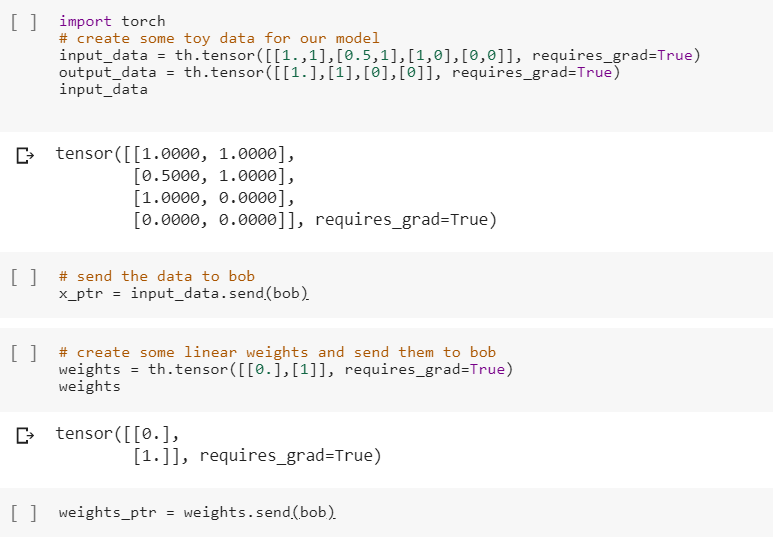 [ ] import torch
# create some toy data for our model
input_data = th.tensor([[1.,1],[0.5,1],[1,0],[0,0]], requires_grad=True)
output_data = th.tensor([[1.],[1],[0],[0]], requires_grad=True)
input_data
tensor([[1.0000, 1.0000],
[0.5000, 1.0000],
[1.0000, 0.0000],
[0.0000, 0.0000]], requires_grad=True)
[ ] # send the data to bob
x_ptr = input_data.send(bob)
[ ] # create some linear weights and send them to bob
weights = th.tensor([[0.],[1]], requires_grad=True)
weights
tensor([[0.],
[1.]], requires_grad=True)
[ ] weights_ptr = weights.send(bob)